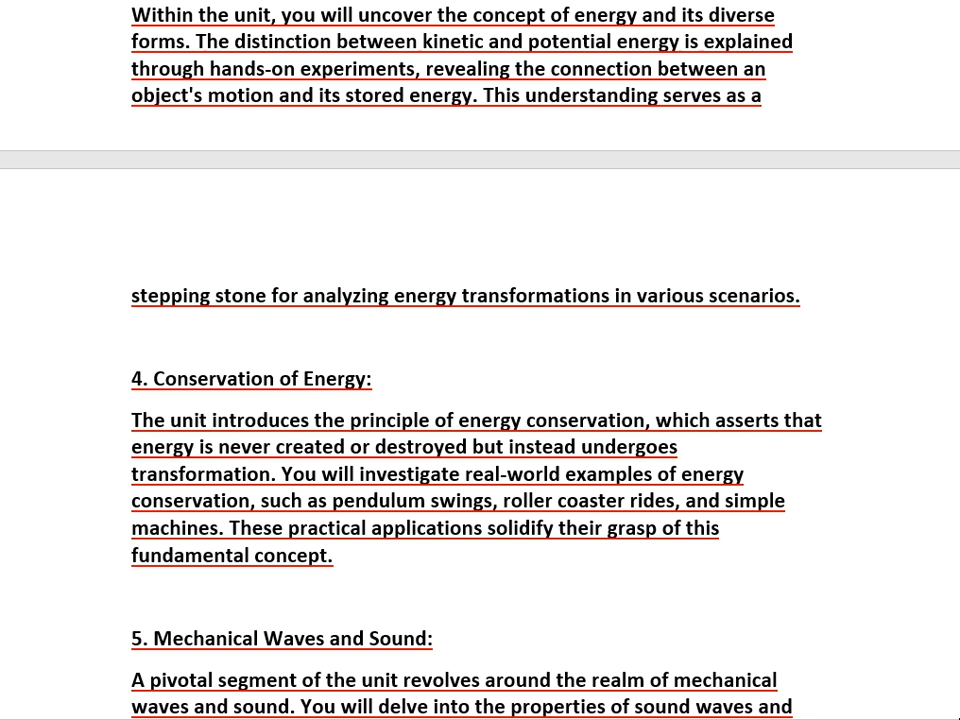 Within the unit, you will uncover the concept of energy and its diverse
forms. The distinction between kinetic and potential energy is explained
through hands-on experiments, revealing the connection between an
object's motion and its stored energy. This understanding serves as a
stepping stone for analyzing energy transformations in various scenarios.
4. Conservation of Energy:
The unit introduces the principle of energy conservation, which asserts that
energy is never created or destroyed but instead undergoes
transformation. You will investigate real-world examples of energy
conservation, such as pendulum swings, roller coaster rides, and simple
machines. These practical applications solidify their grasp of this
fundamental concept.
5. Mechanical Waves and Sound:
A pivotal segment of the unit revolves around the realm of mechanical
waves and sound. You will delve into the properties of sound waves and